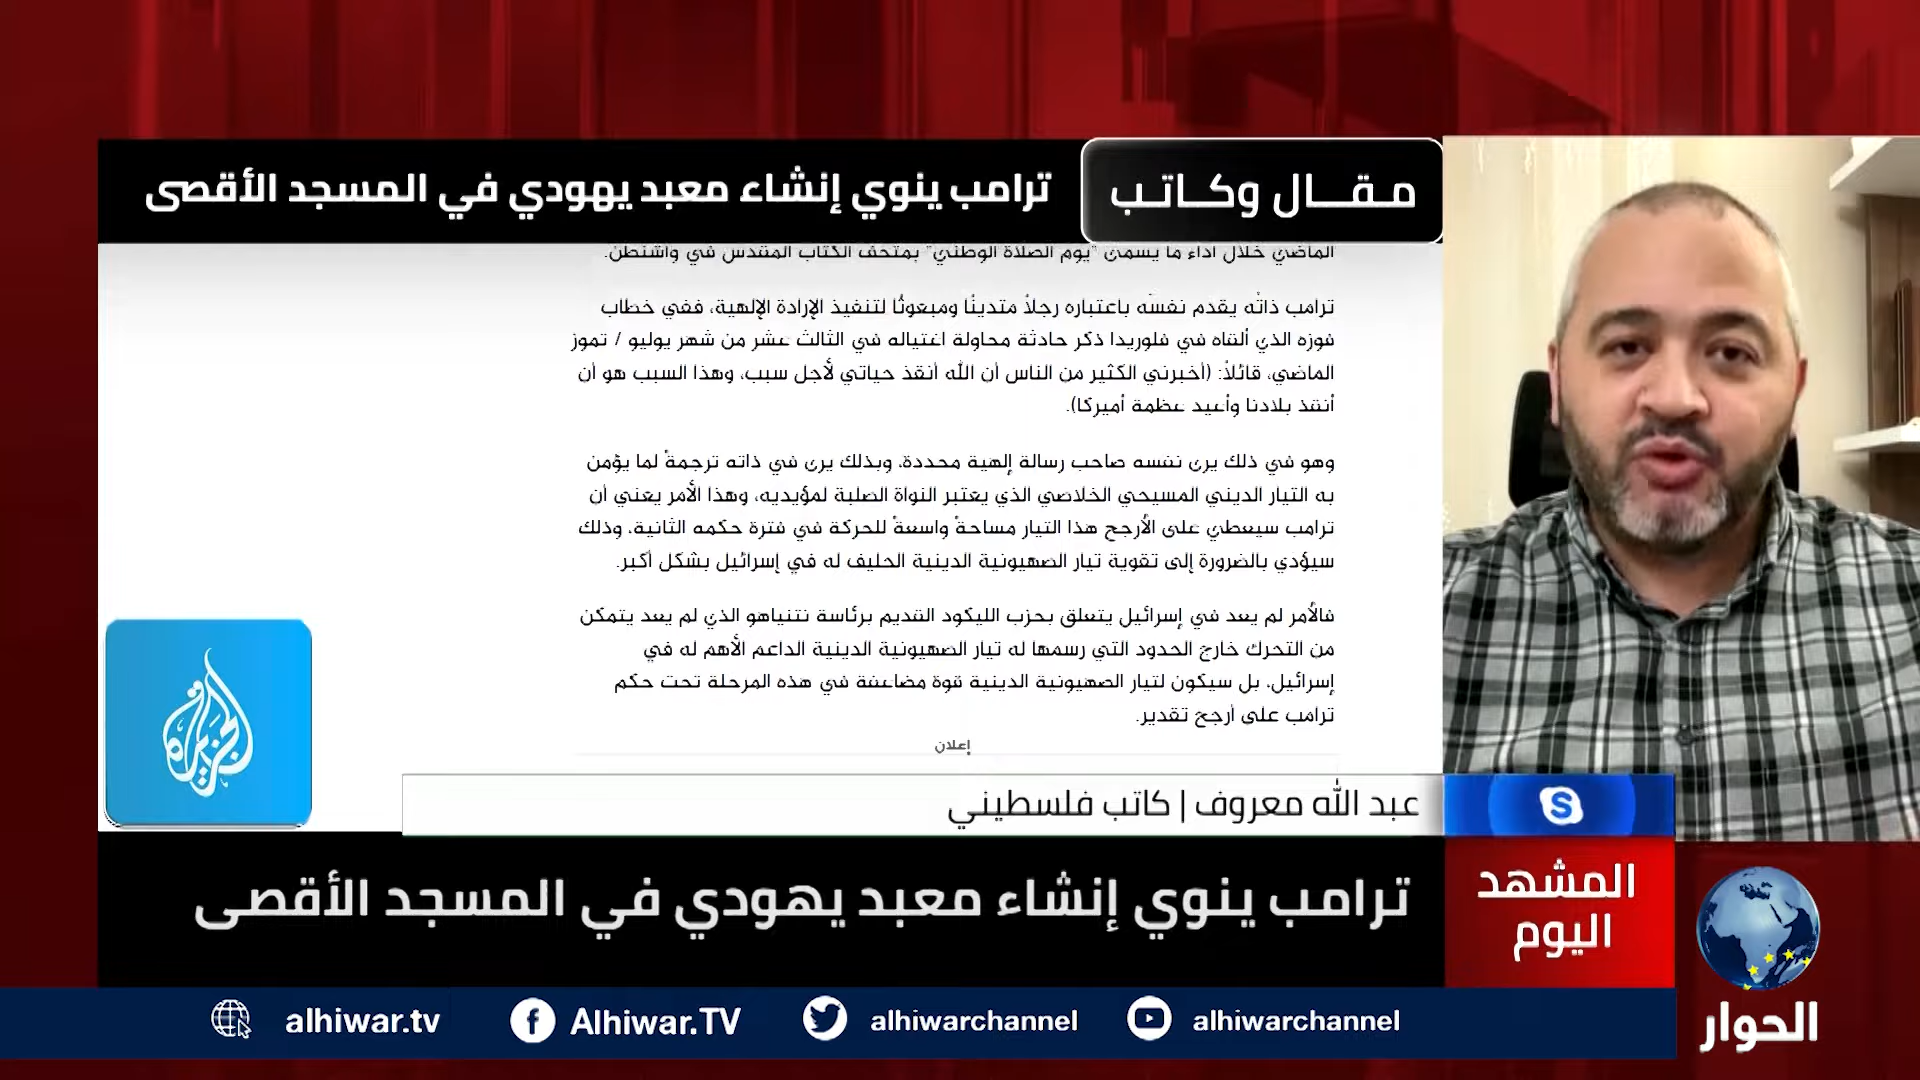 مقال وكاتب
ترامب ينوي إنشاء معبد يهودي في المسجد الأقصى
الماضي خلال أداء ما يسمى "يوم الصلاة الوطني" بمتحف الكتاب المقدس في واشنطن.
ترامب ذاتُه يقدم نفسَه باعتباره رجلًا متدينًا ومبعوثًا لتنفيذ الإرادة الإلهية، ففي خطاب
فوزه الذي ألقاه في فلوريدا ذكر حادثة محاولة اغتياله في الثالث عشر من شهر يوليو / تموز
الماضي، قائلًا: (أخبرني الكثير من الناس أن الله أنقذ حياتي لأجل سبب، وهذا السبب هو أن
أنقذ بلادنا وأعيد عظمة أميركا).
وهو في ذلك يرى نفسه صاحب رسالة إلهية محددة، وبذلك يرى في ذاته ترجمةً لما يؤمن
به التيار الديني المسيحي الخلاصي الذي يعتبر النواة الصلبة لمؤيديه، وهذا الأمر يعني أن
ترامب سيعطي على الأرجح هذا التيار مساحةً واسعةً للحركة في فترة حكمه الثانية، وذلك
سيؤدي بالضرورة إلى تقوية تيار الصهيونية الدينية الحليف له في إسرائيل بشكل أكبر.
فالأمر لم يعد في إسرائيل يتعلق بحزب الليكود القديم برئاسة نتنياهو الذي لم يعد يتمكن
من التحرك خارج الحدود التي رسمها له تيار الصهيونية الدينية الداعم الأهم له في
إسرائيل، بل سيكون لتيار الصهيونية الدينية قوة مضاعفة في هذه المرحلة تحت حكم
ترامب على أرجح تقدير.
إعلان
الجزيرة
عبد الله معروف | كاتب فلسطيني
المشهد
اليوم
ترامب ينوي إنشاء معبد يهودي في المسجد الأقصى
alhiwar.tv
Alhiwar.TV
alhiwarchannel
alhiwarchannel
الحوار